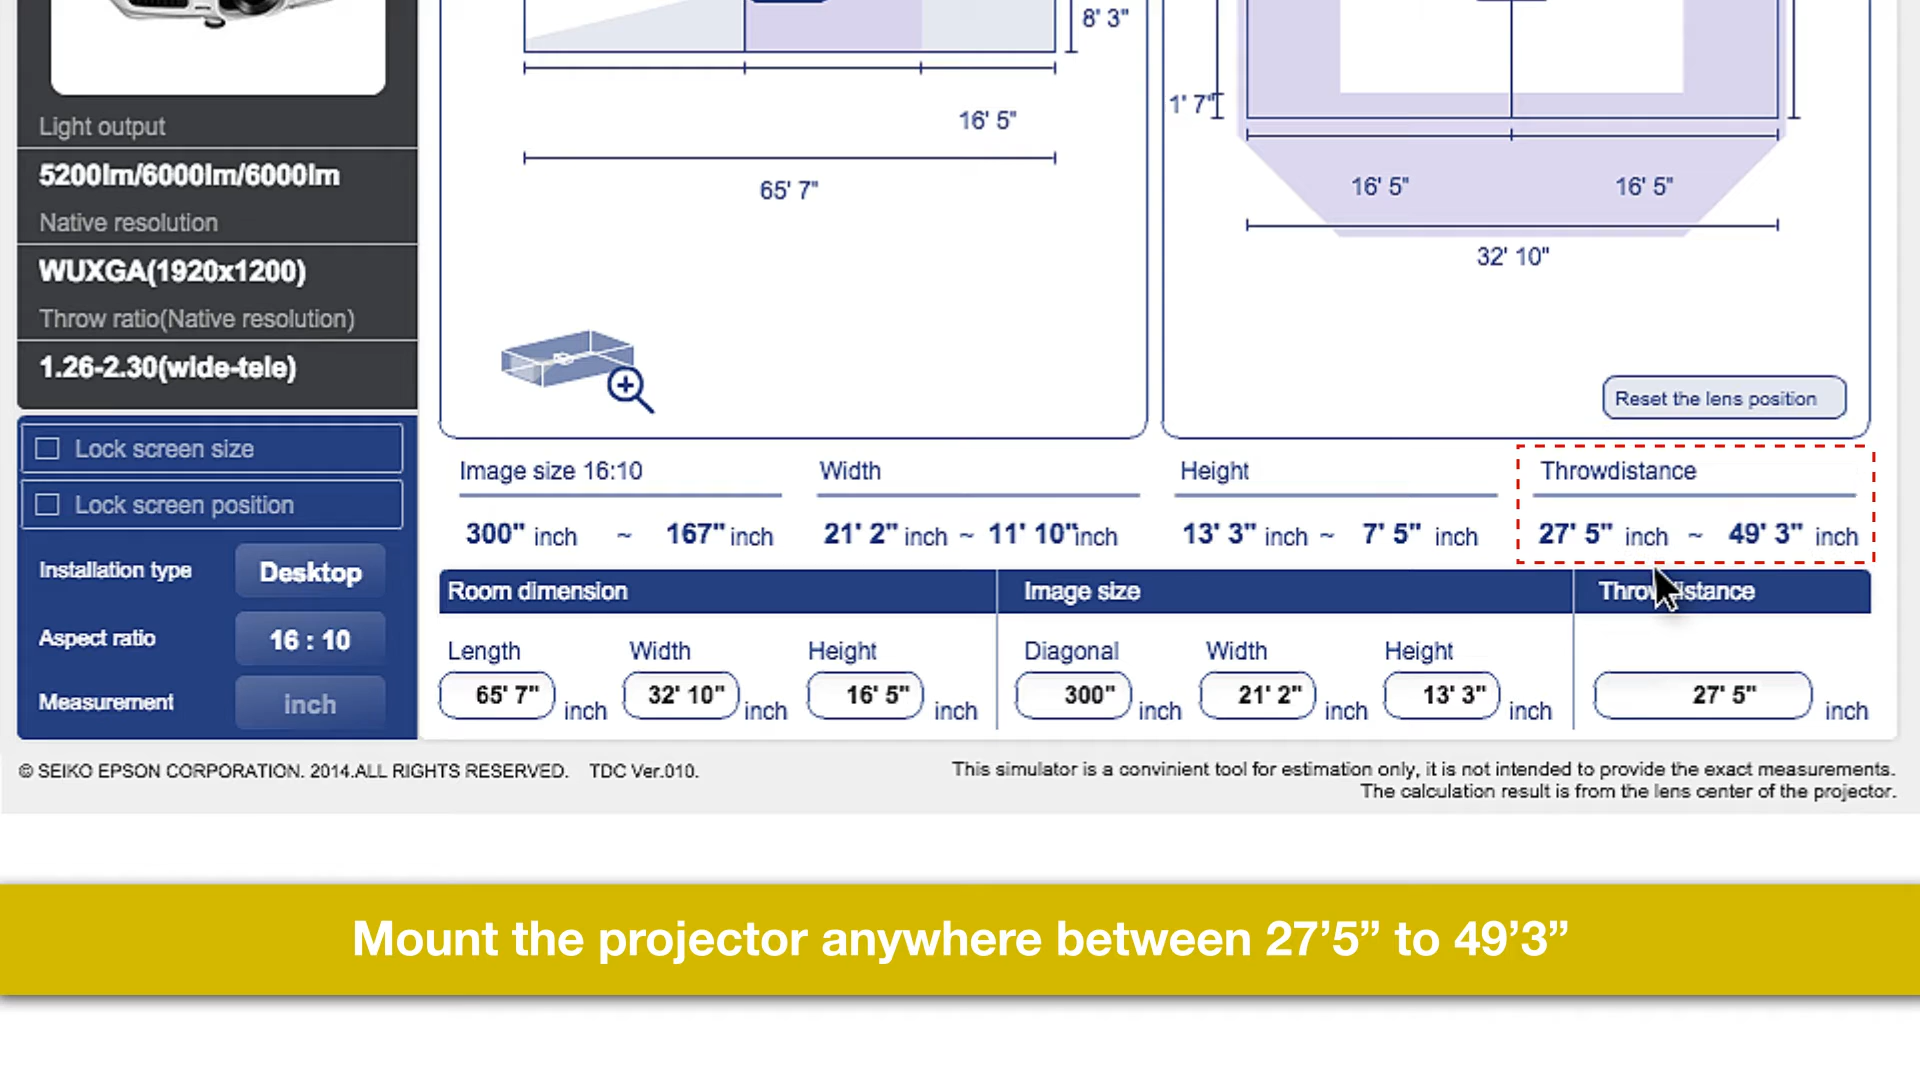 8' 3"
1' 7"
16' 5"
65' 7"
16' 5" 16' 5"
32' 10"
Light output
5200lm/6000lm/6000lm
Native resolution
WUXGA(1920x1200)
Throw ratio(Native resolution)
1.26-2.30(wide-tele)
Reset the lens position
Lock screen size
Lock screen position
Installation type Desktop
Aspect ratio 16 : 10
Measurement inch
Image size 16:10 Width Height Throwdistance
300" inch ~ 167" inch 21' 2" inch ~ 11' 10" inch 13' 3" inch ~ 7' 5" inch 27' 5" inch ~ 49' 3" inch
Room dimension Image size Throwdistance
Length Width Height Diagonal Width Height
65' 7" inch 32' 10" inch 16' 5" inch 300" inch 21' 2" inch 13' 3" inch 27' 5" inch
© SEIKO EPSON CORPORATION. 2014.ALL RIGHTS RESERVED. TDC Ver.010.
This simulator is a convinient tool for estimation only, it is not intended to provide the exact measurements.
The calculation result is from the lens center of the projector.
Mount the projector anywhere between 27’5” to 49’3”